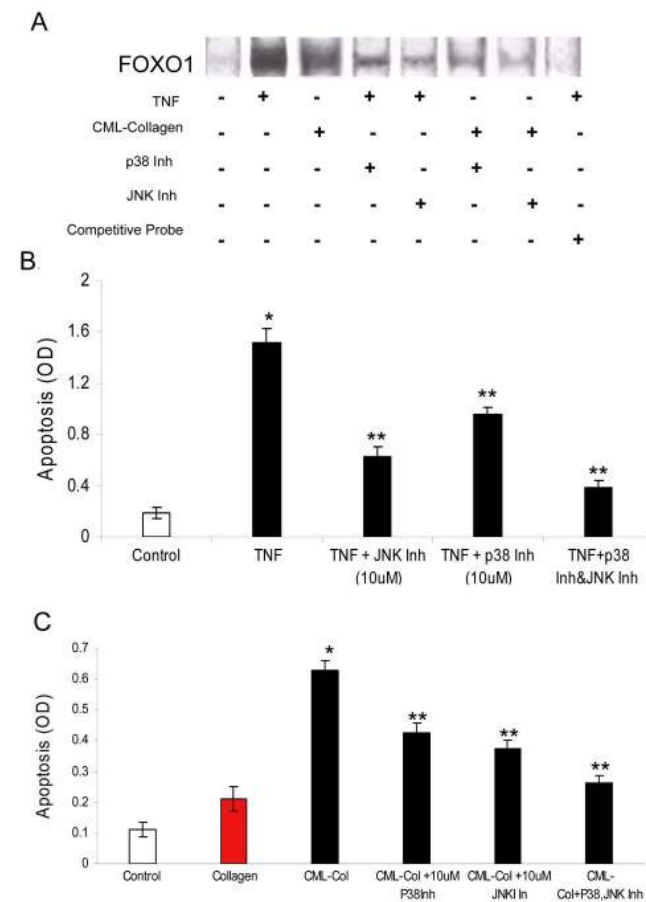 A
FOXO1
TNF - + - + + - - +
CML-Collagen - - + - - + + -
p38 Inh - - - + - + - -
JNK Inh - - - - + - + -
Competitive Probe - - - - - - - +
B
2
1.6
1.2
0.8
0.4
0
Apoptosis (OD)
* ** ** **
Control TNF TNF + JNK Inh TNF + p38 Inh TNF+p38
(10uM) (10uM) Inh&JNK Inh
C
0.7
0.6
0.5
0.4
0.3
0.2
0.1
0
Apoptosis (OD)
* ** ** **
Control Collagen CML-Col CML-Col +10uM CML-Col +10uM CML-
P38Inh JNKI In Col+P38,JNK Inh